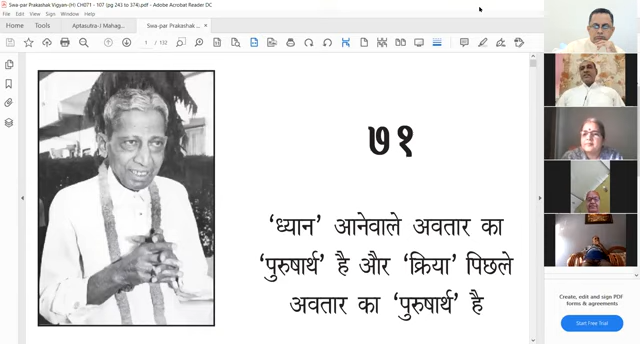 Swa-par Prakashak Vigyan-(H) CH071 - 107 (pg 243 to 374).pdf - Adobe Acrobat Reader DC
File Edit View Sign Window Help
Home Tools Aptasutra-I Mahag... Swa-par Prakashak... ×
1 / 132
७१
‘ध्यान’ आनेवाले अवतार का
‘पुरुषार्थ’ है और ‘क्रिया’ पिछले
अवतार का ‘पुरुषार्थ’ है
Create, edit and sign PDF
forms & agreements
Start Free Trial